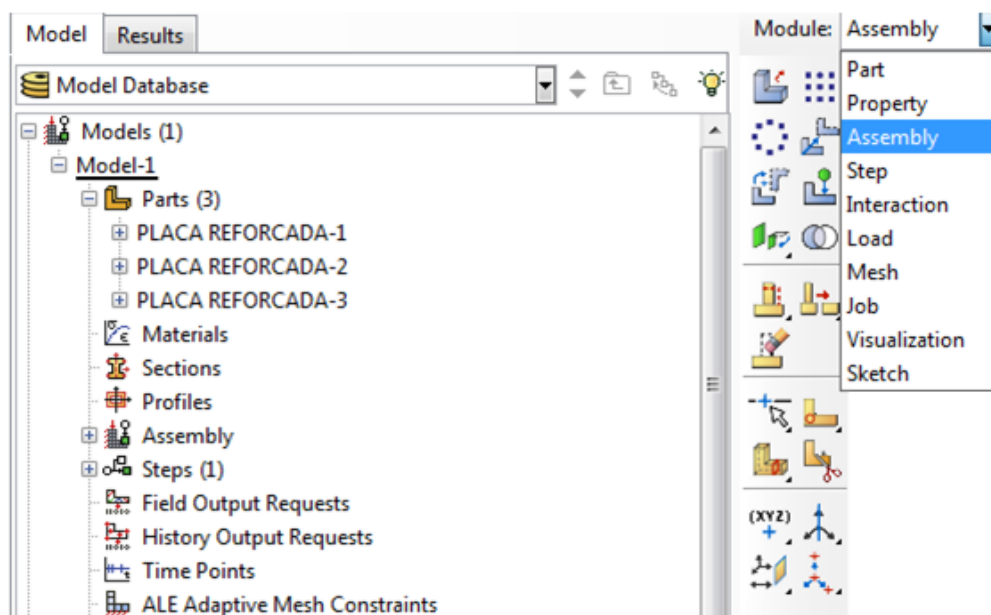 Model Results
Model Database
Models (1)
Model-1
Parts (3)
PLACA REFORCADA-1
PLACA REFORCADA-2
PLACA REFORCADA-3
Materials
Sections
Profiles
Assembly
Steps (1)
Field Output Requests
History Output Requests
Time Points
ALE Adaptive Mesh Constraints
Module: Assembly
Part
Property
Assembly
Step
Interaction
Load
Mesh
Job
Visualization
Sketch
(XYZ)